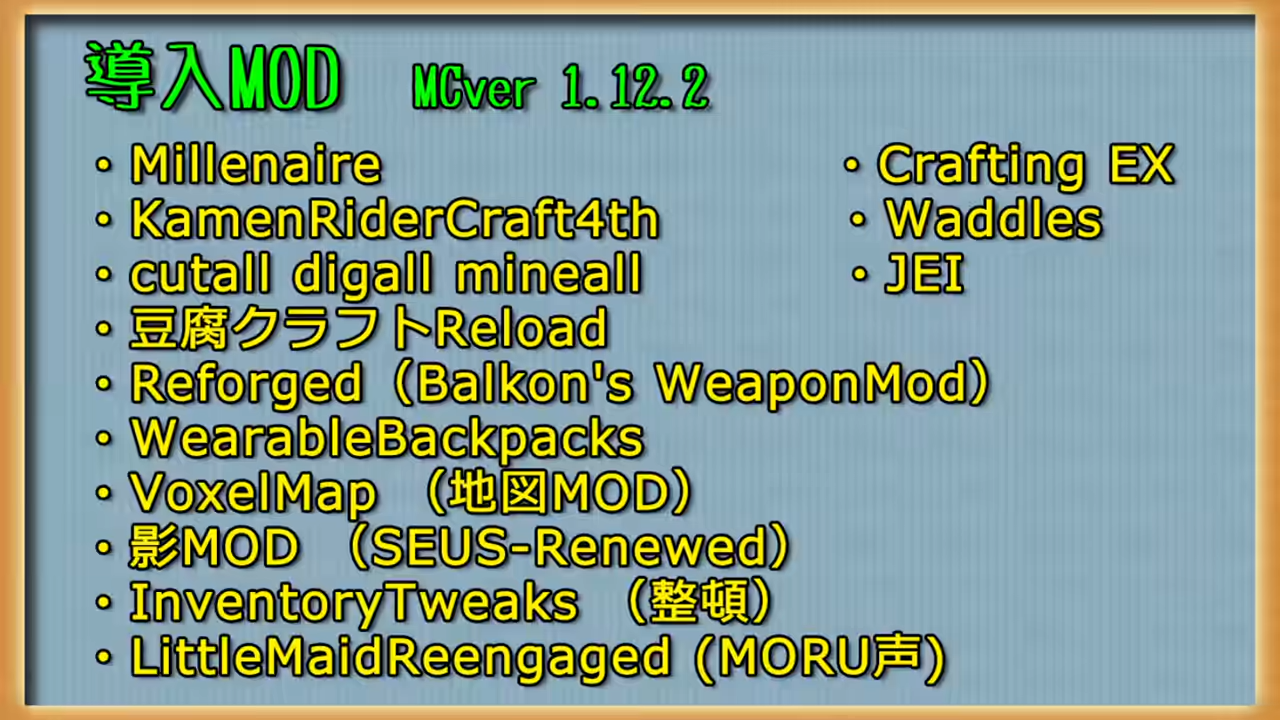 導入MOD MCver 1.12.2
・Millenaire
・KamenRiderCraft4th
・cutall digall mineall
・豆腐クラフトReload
・Reforged（Balkon's WeaponMod）
・WearableBackpacks
・VoxelMap （地図MOD）
・影MOD （SEUS-Renewed）
・InventoryTweaks （整頓）
・LittleMaidReengaged (MORU声)
・Crafting EX
・Waddles
・JEI